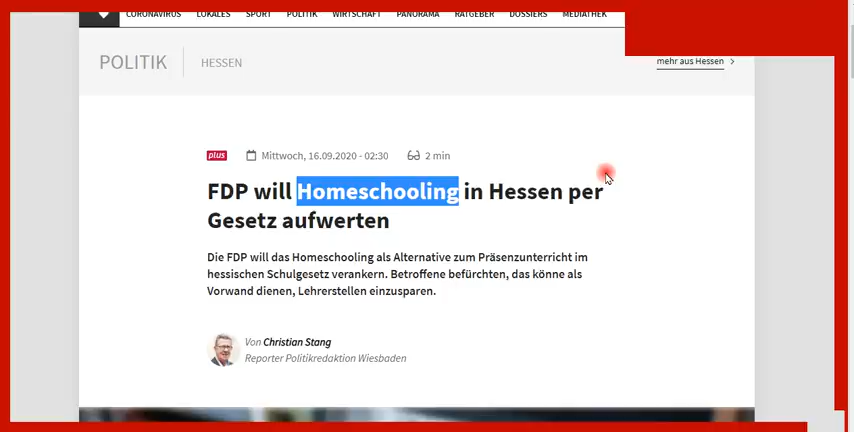 CORONAVIRUS LOKALES SPORT POLITIK WIRTSCHAFT PANORAMA RATGEBER DOSSIERS MEDIATHEK
POLITIK HESSEN mehr aus Hessen
plus Mittwoch, 16.09.2020 - 02:30 2 min
FDP will Homeschooling in Hessen per
Gesetz aufwerten
Die FDP will das Homeschooling als Alternative zum Präsenzunterricht im
hessischen Schulgesetz verankern. Betroffene befürchten, das könne als
Vorwand dienen, Lehrerstellen einzusparen.
Von Christian Stang
Reporter Politikredaktion Wiesbaden